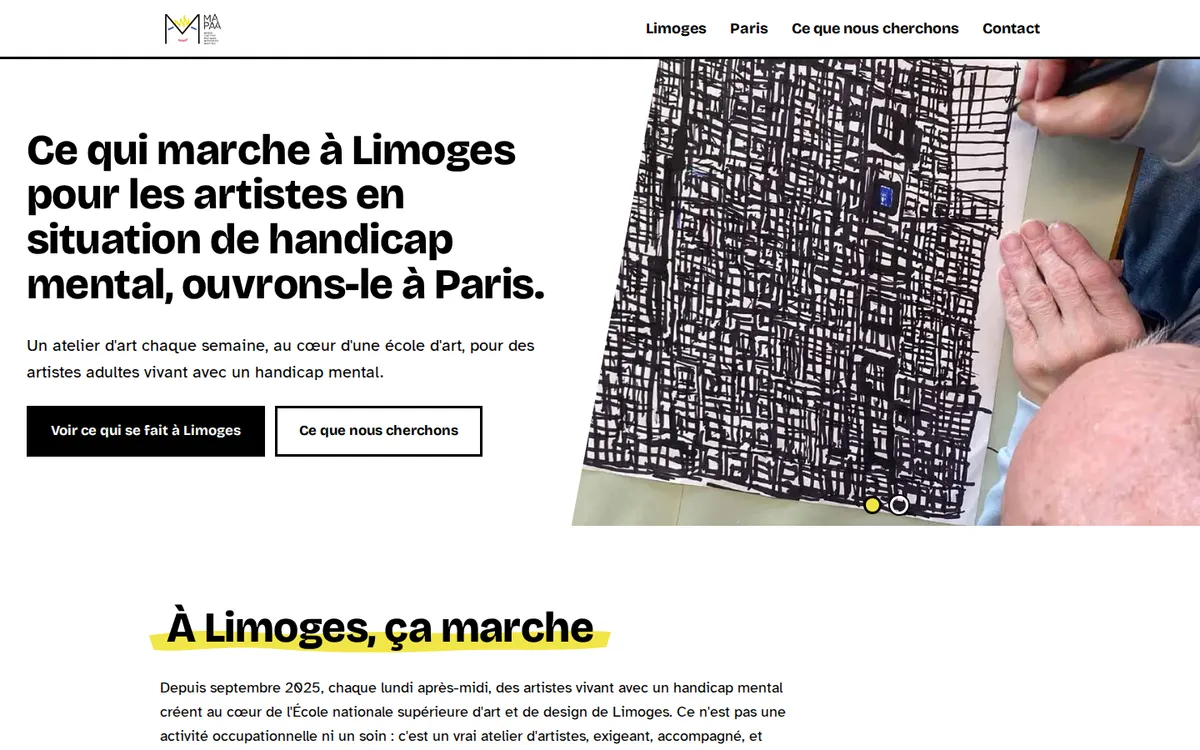 MA
PAA
Limoges
Paris
Ce que nous cherchons
Contact
Ce qui marche à Limoges
pour les artistes en
situation de handicap
mental, ouvrons-le à Paris.
Un atelier d'art chaque semaine, au cœur d'une école d'art, pour des
artistes adultes vivant avec un handicap mental.
Voir ce qui se fait à Limoges
Ce que nous cherchons
À Limoges, ça marche
Depuis septembre 2025, chaque lundi après-midi, des artistes vivant avec un handicap mental
créent au cœur de l'École nationale supérieure d'art et de design de Limoges. Ce n'est pas une
activité occupationnelle ni un soin : c'est un vrai atelier d'artistes, exigeant, accompagné, et